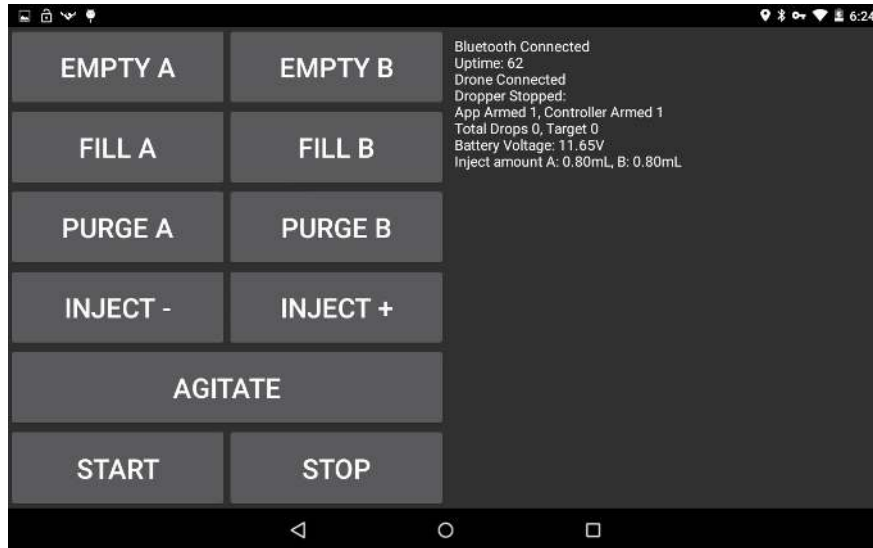 6:24
EMPTY A
EMPTY B
FILL A
FILL B
PURGE A
PURGE B
INJECT -
INJECT +
AGITATE
START
STOP
Bluetooth Connected
Uptime: 62
Drone Connected
Dropper Stopped:
App Armed 1, Controller Armed 1
Total Drops 0, Target 0
Battery Voltage: 11.65V
Inject amount A: 0.80mL, B: 0.80mL